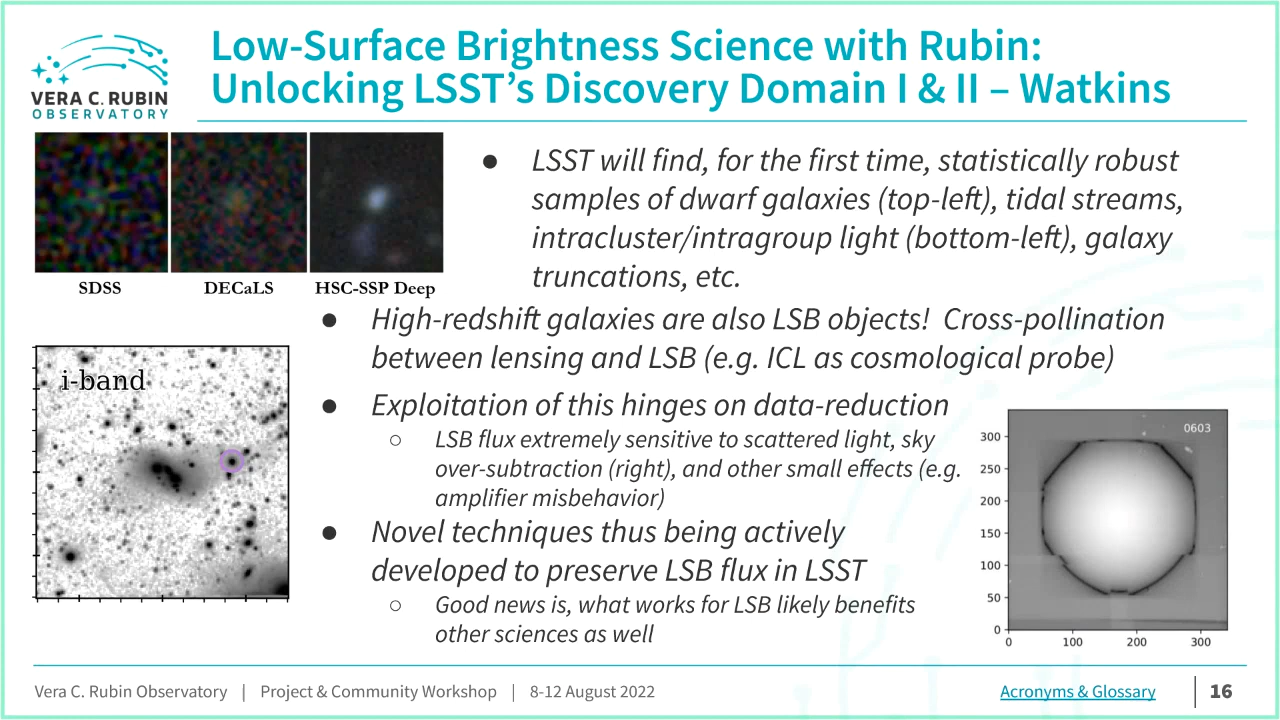 VERA C. RUBIN
OBSERVATORY
Low-Surface Brightness Science with Rubin:
Unlocking LSST's Discovery Domain I & II – Watkins
SDSS
DECaLS
HSC-SSP Deep
● LSST will find, for the first time, statistically robust
samples of dwarf galaxies (top-left), tidal streams,
intracluster/intragroup light (bottom-left), galaxy
truncations, etc.
● High-redshift galaxies are also LSB objects! Cross-pollination
between lensing and LSB (e.g. ICL as cosmological probe)
i-band
● Exploitation of this hinges on data-reduction
○ LSB flux extremely sensitive to scattered light, sky
over-subtraction (right), and other small effects (e.g.
amplifier misbehavior)
● Novel techniques thus being actively
developed to preserve LSB flux in LSST
○ Good news is, what works for LSB likely benefits
other sciences as well
0603
300
250
200
150
100
50
0
0 100 200 300
Vera C. Rubin Observatory | Project & Community Workshop | 8-12 August 2022
Acronyms & Glossary
16